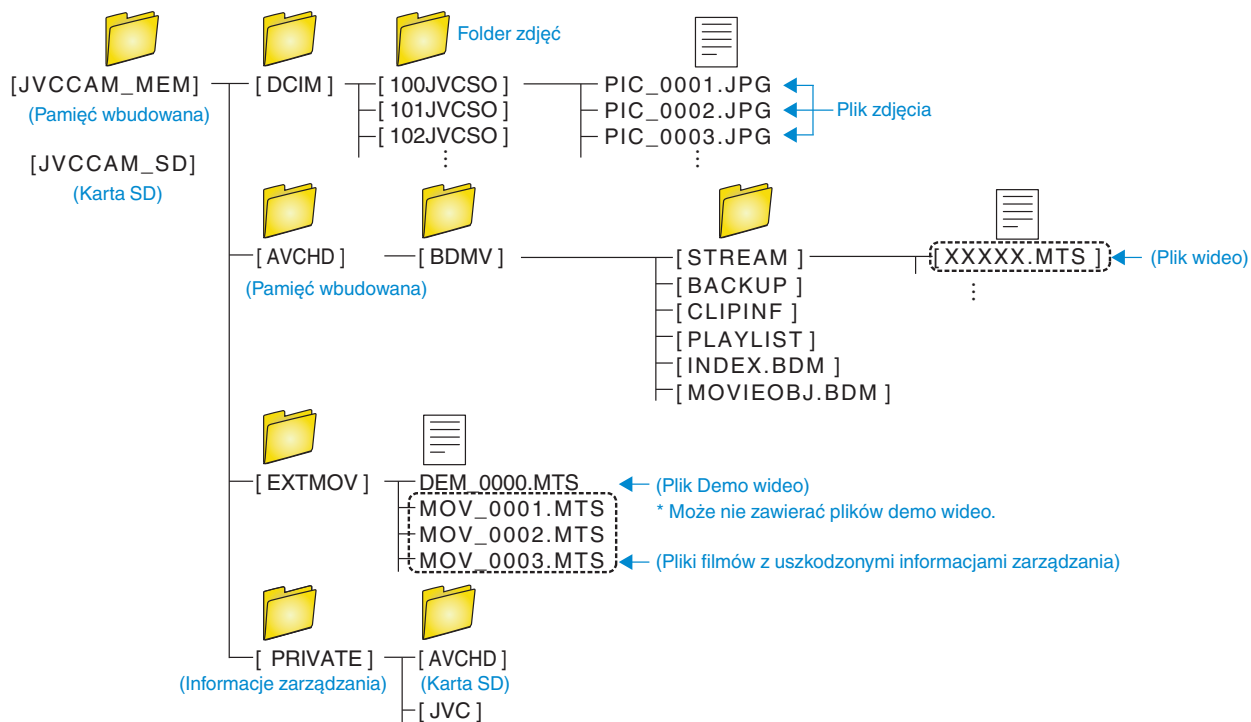 Folder zdjęć
[JVCCAM_MEM]
(Pamięć wbudowana)
[JVCCAM_SD]
(Karta SD)
[DCIM]
[100JVCSO]
[101JVCSO]
[102JVCSO]
PIC_0001.JPG
PIC_0002.JPG
PIC_0003.JPG
Plik zdjęcia
[AVCHD]
(Pamięć wbudowana)
[BDMV]
[STREAM]
[BACKUP]
[CLIPINF]
[PLAYLIST]
[INDEX.BDM]
[MOVIEOBJ.BDM]
[XXXXX.MTS]
(Plik wideo)
[EXTMOV]
DEM_0000.MTS
(Plik Demo wideo)
* Może nie zawierać plików demo wideo.
MOV_0001.MTS
MOV_0002.MTS
MOV_0003.MTS
(Pliki filmów z uszkodzonymi informacjami zarządzania)
[PRIVATE]
(Informacje zarządzania)
[AVCHD]
(Karta SD)
[JVC]